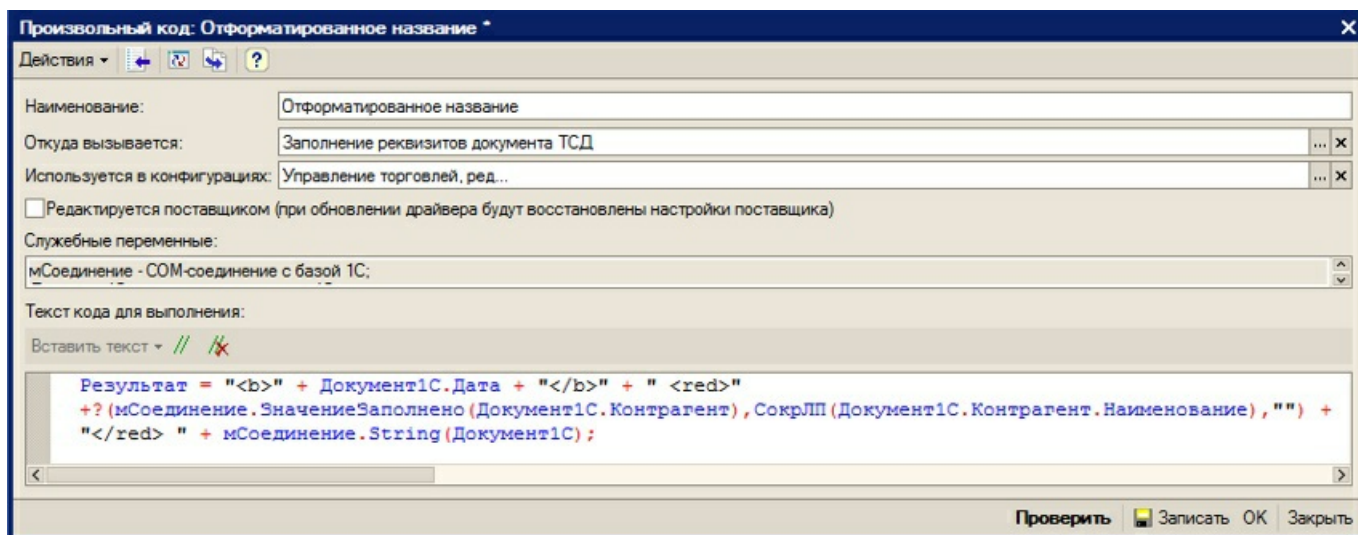 Произвольный код: Отформатированное название *
Действия
Наименование: Отформатированное название
Откуда вызывается: Заполнение реквизитов документа ТСД ...
Используется в конфигурациях: Управление торговлей, ред... ...
Редактируется поставщиком (при обновлении драйвера будут восстановлены настройки поставщика)
Служебные переменные:
мСоединение - COM-соединение с базой 1С;
Текст кода для выполнения:
Вставить текст
Результат = "<b>" + Документ1С.Дата + "</b>" + " <red>"
+?(мСоединение.ЗначениеЗаполнено(Документ1С.Контрагент),СокрЛП(Документ1С.Контрагент.Наименование),"") +
"</red> " + мСоединение.String(Документ1С);
Проверить Записать OK Закрыть